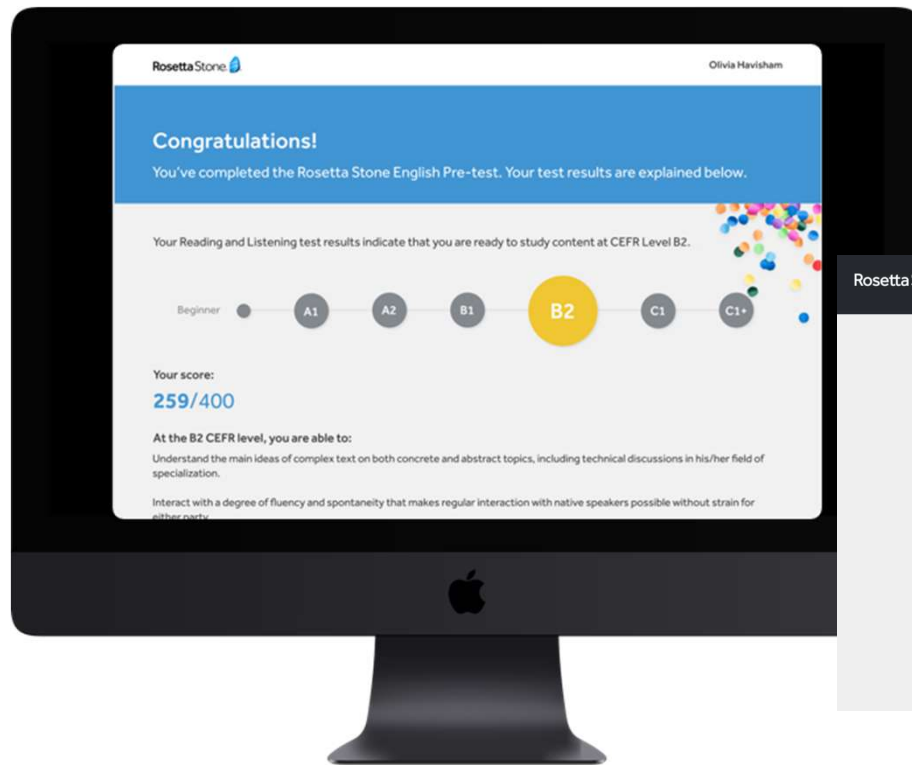 RosettaStone
Olivia Havisham
Congratulations!
You've completed the Rosetta Stone English Pre-test. Your test results are explained below.
Your Reading and Listening test results indicate that you are ready to study content at CEFR Level B2.
Beginner A1 A2 B1 B2 C1 C1+
Your score:
259/400
At the B2 CEFR level, you are able to:
Understand the main ideas of complex text on both concrete and abstract topics, including technical discussions in his/her field of
specialization.
Interact with a degree of fluency and spontaneity that makes regular interaction with native speakers possible without strain for
either party
Rosetta